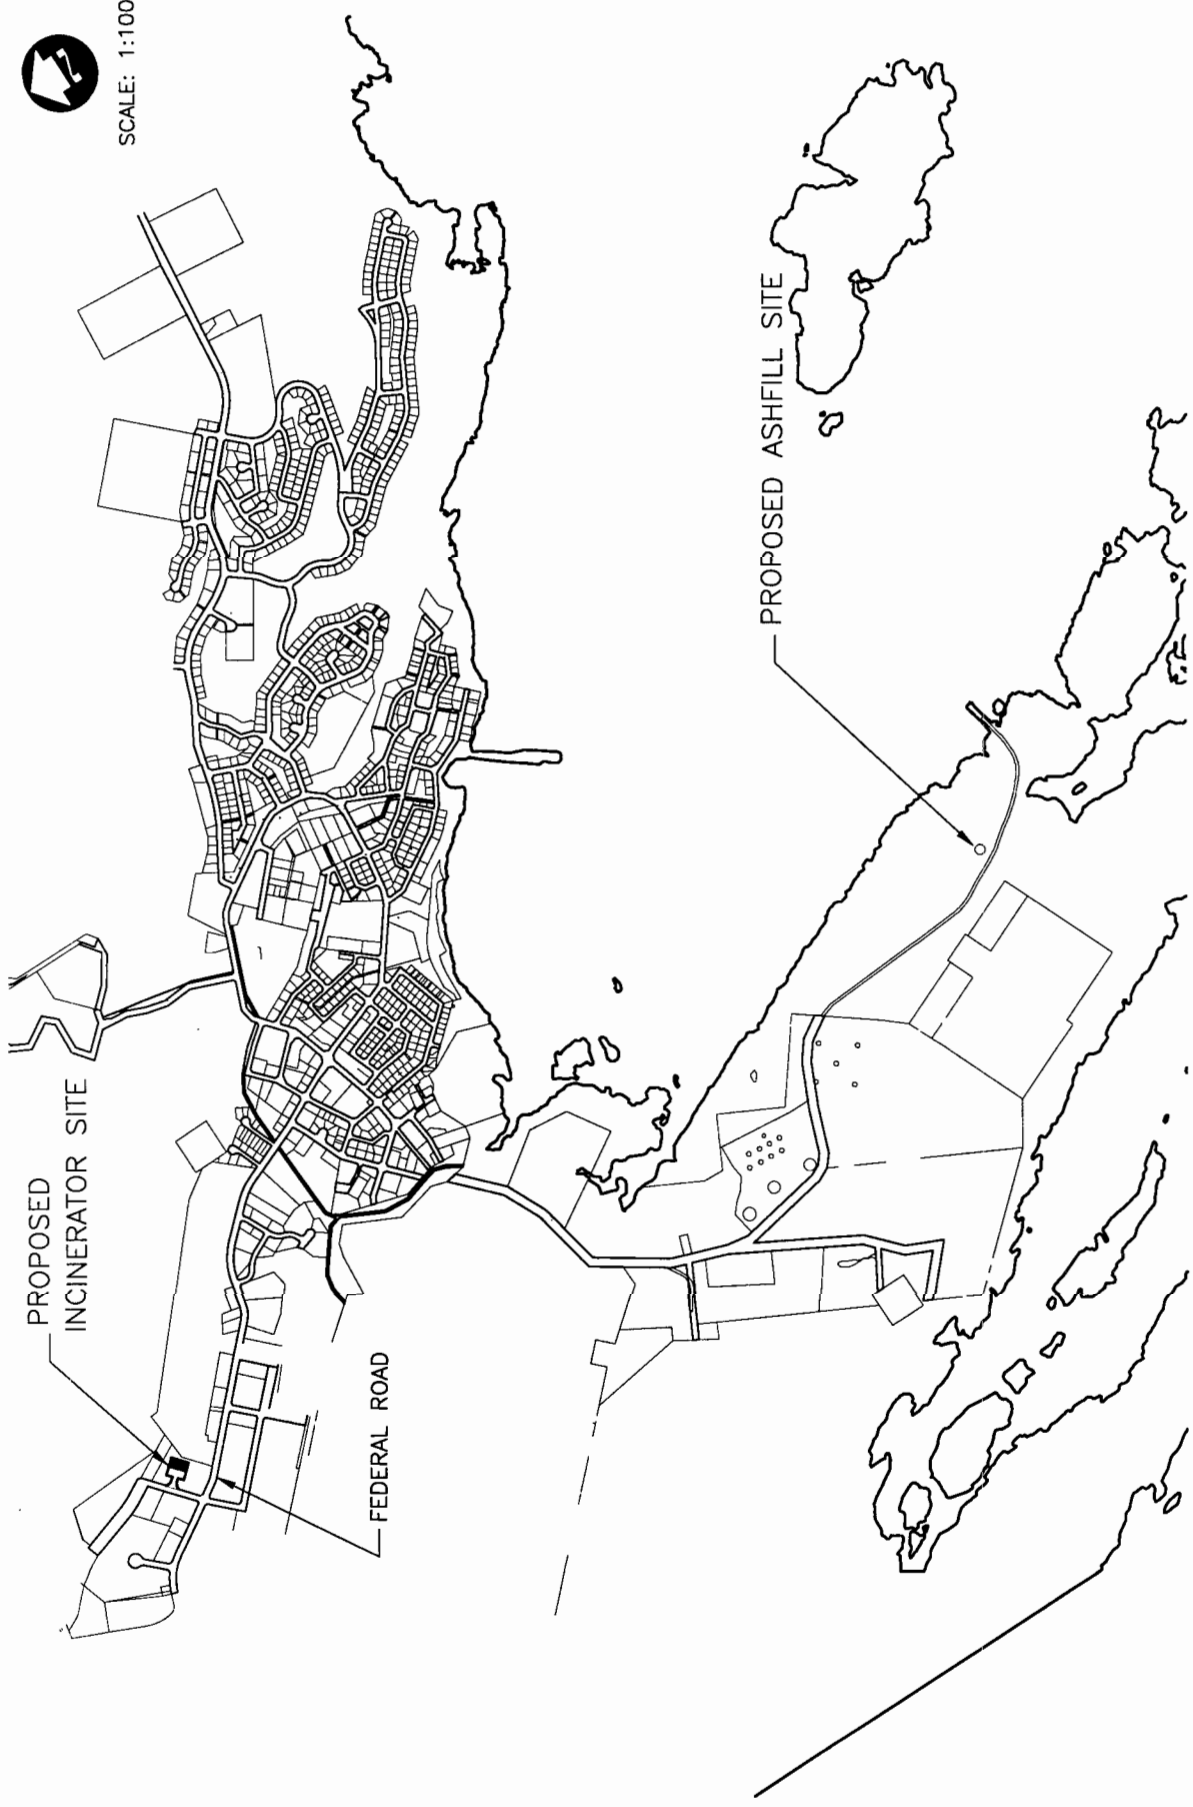 SCALE: 1:100
PROPOSED
INCINERATOR SITE
FEDERAL ROAD
PROPOSED ASHFILL SITE